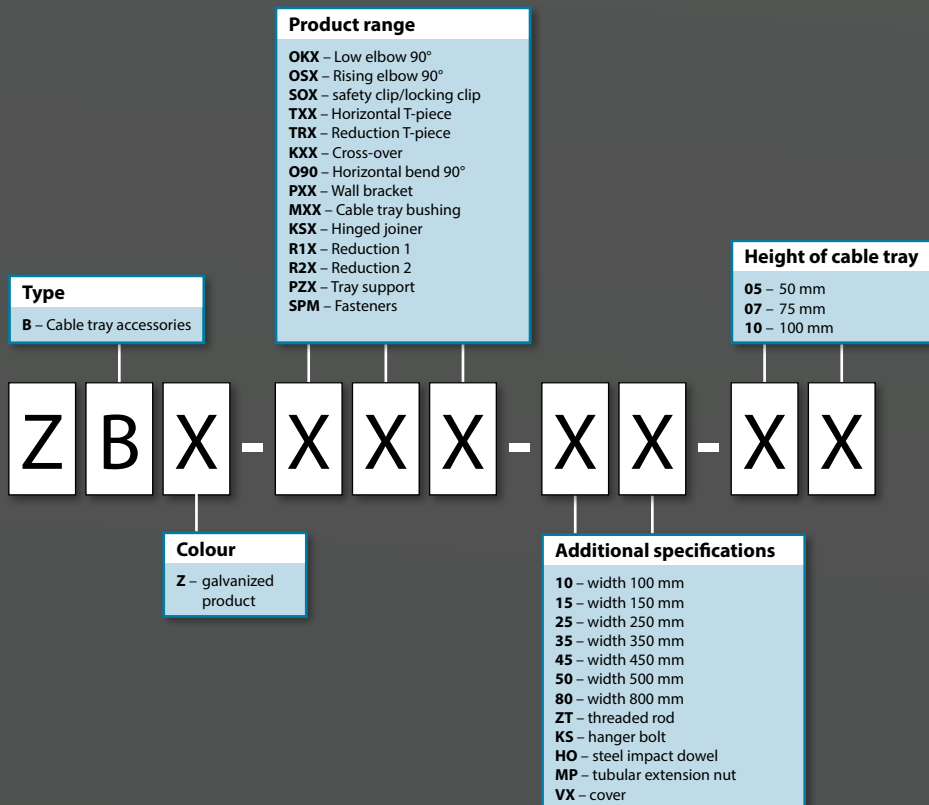 Product range
OKX – Low elbow 90°
OSX – Rising elbow 90°
SOX – safety clip/locking clip
TXX – Horizontal T-piece
TRX – Reduction T-piece
KXX – Cross-over
O90 – Horizontal bend 90°
PXX – Wall bracket
MXX – Cable tray bushing
KSX – Hinged joiner
R1X – Reduction 1
R2X – Reduction 2
PZX – Tray support
SPM – Fasteners
Height of cable tray
05 – 50 mm
07 – 75 mm
10 – 100 mm
Type
B – Cable tray accessories
Z B X - X X X - X X - X X
Colour
Z – galvanized
product
Additional specifications
10 – width 100 mm
15 – width 150 mm
25 – width 250 mm
35 – width 350 mm
45 – width 450 mm
50 – width 500 mm
80 – width 800 mm
ZT – threaded rod
KS – hanger bolt
HO – steel impact dowel
MP – tubular extension nut
VX – cover